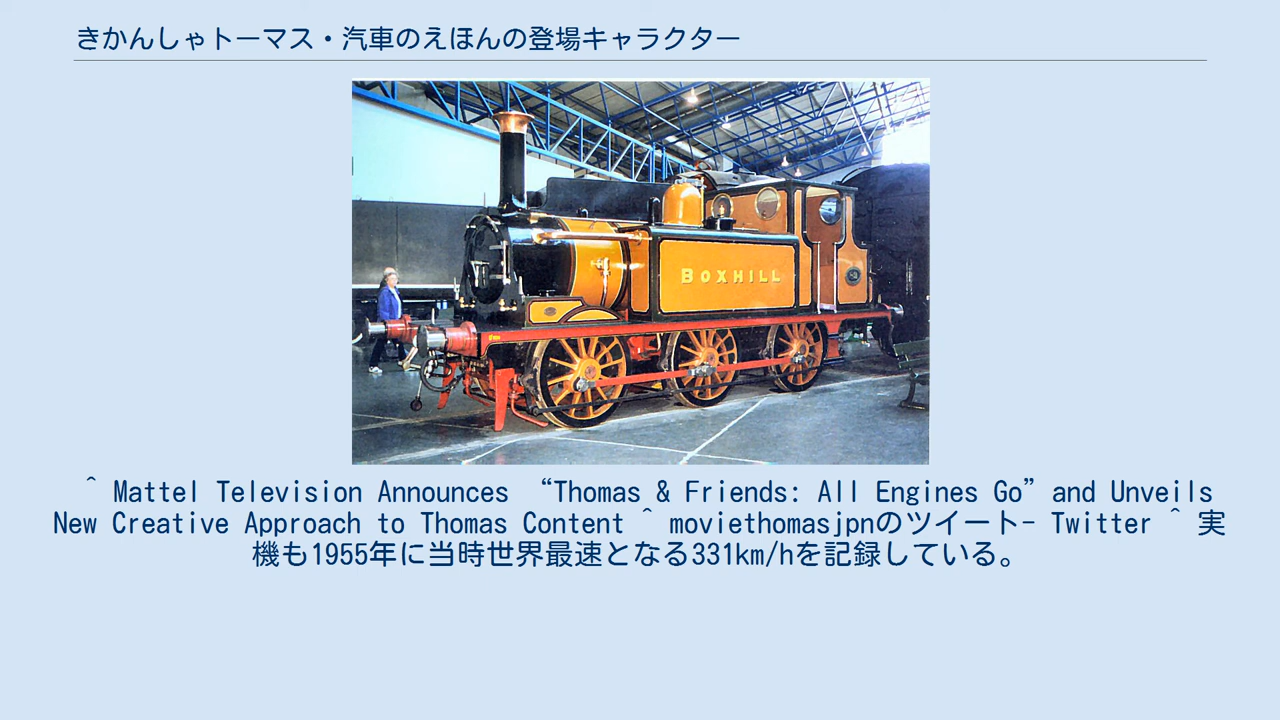 きかんしゃトーマス・汽車のえほんの登場キャラクター
BOXHILL
＾ Mattel Television Announces “Thomas & Friends: All Engines Go” and Unveils
New Creative Approach to Thomas Content ＾ moviethomasjpnのツイート- Twitter ＾ 実
機も1955年に当時世界最速となる331km/hを記録している。